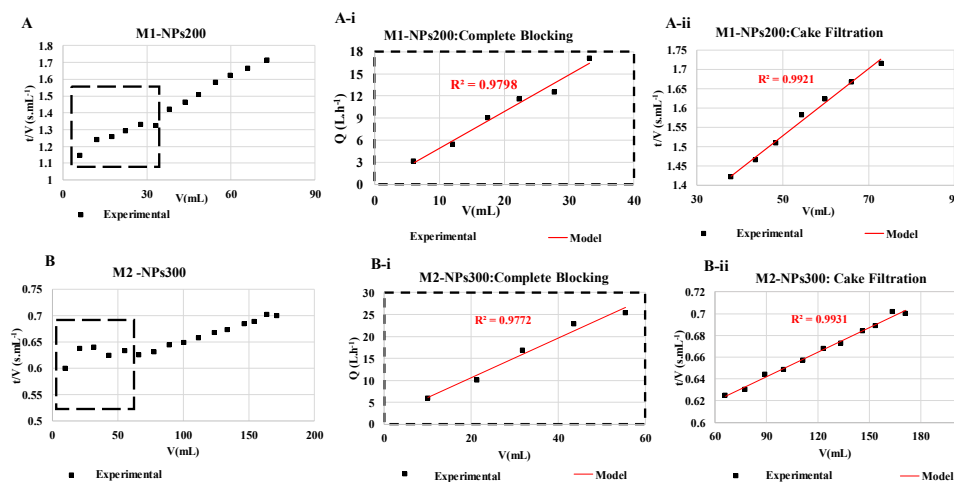 A
M1-NPs200
t/V (s.mL⁻¹)
1.8
1.7
1.6
1.5
1.4
1.3
1.2
1.1
1
0
30
60
90
V(mL)
Experimental
A-i
M1-NPs200:Complete Blocking
Q (L.h⁻¹)
18
15
12
9
6
3
0
R² = 0.9798
0
10
20
30
40
V(mL)
Experimental
Model
A-ii
M1-NPs200:Cake Filtration
t/V (s.mL⁻¹)
1.75
1.7
1.65
1.6
1.55
1.5
1.45
1.4
R² = 0.9921
30
50
70
90
V(mL)
Experimental
Model
B
M2 -NPs300
t/V (s.mL⁻¹)
0.75
0.7
0.65
0.6
0.55
0.5
0
50
100
150
200
V(mL)
Experimental
B-i
M2-NPs300:Complete Blocking
Q (L.h⁻¹)
30
25
20
15
10
5
0
R² = 0.9772
0
20
40
60
V(mL)
Experimental
Model
B-ii
M2-NPs300: Cake Filtration
t/V (s.mL⁻¹)
0.72
0.7
0.68
0.66
0.64
0.62
0.6
R² = 0.9931
60
90
120
150
180
V(mL)
Experimental
Model